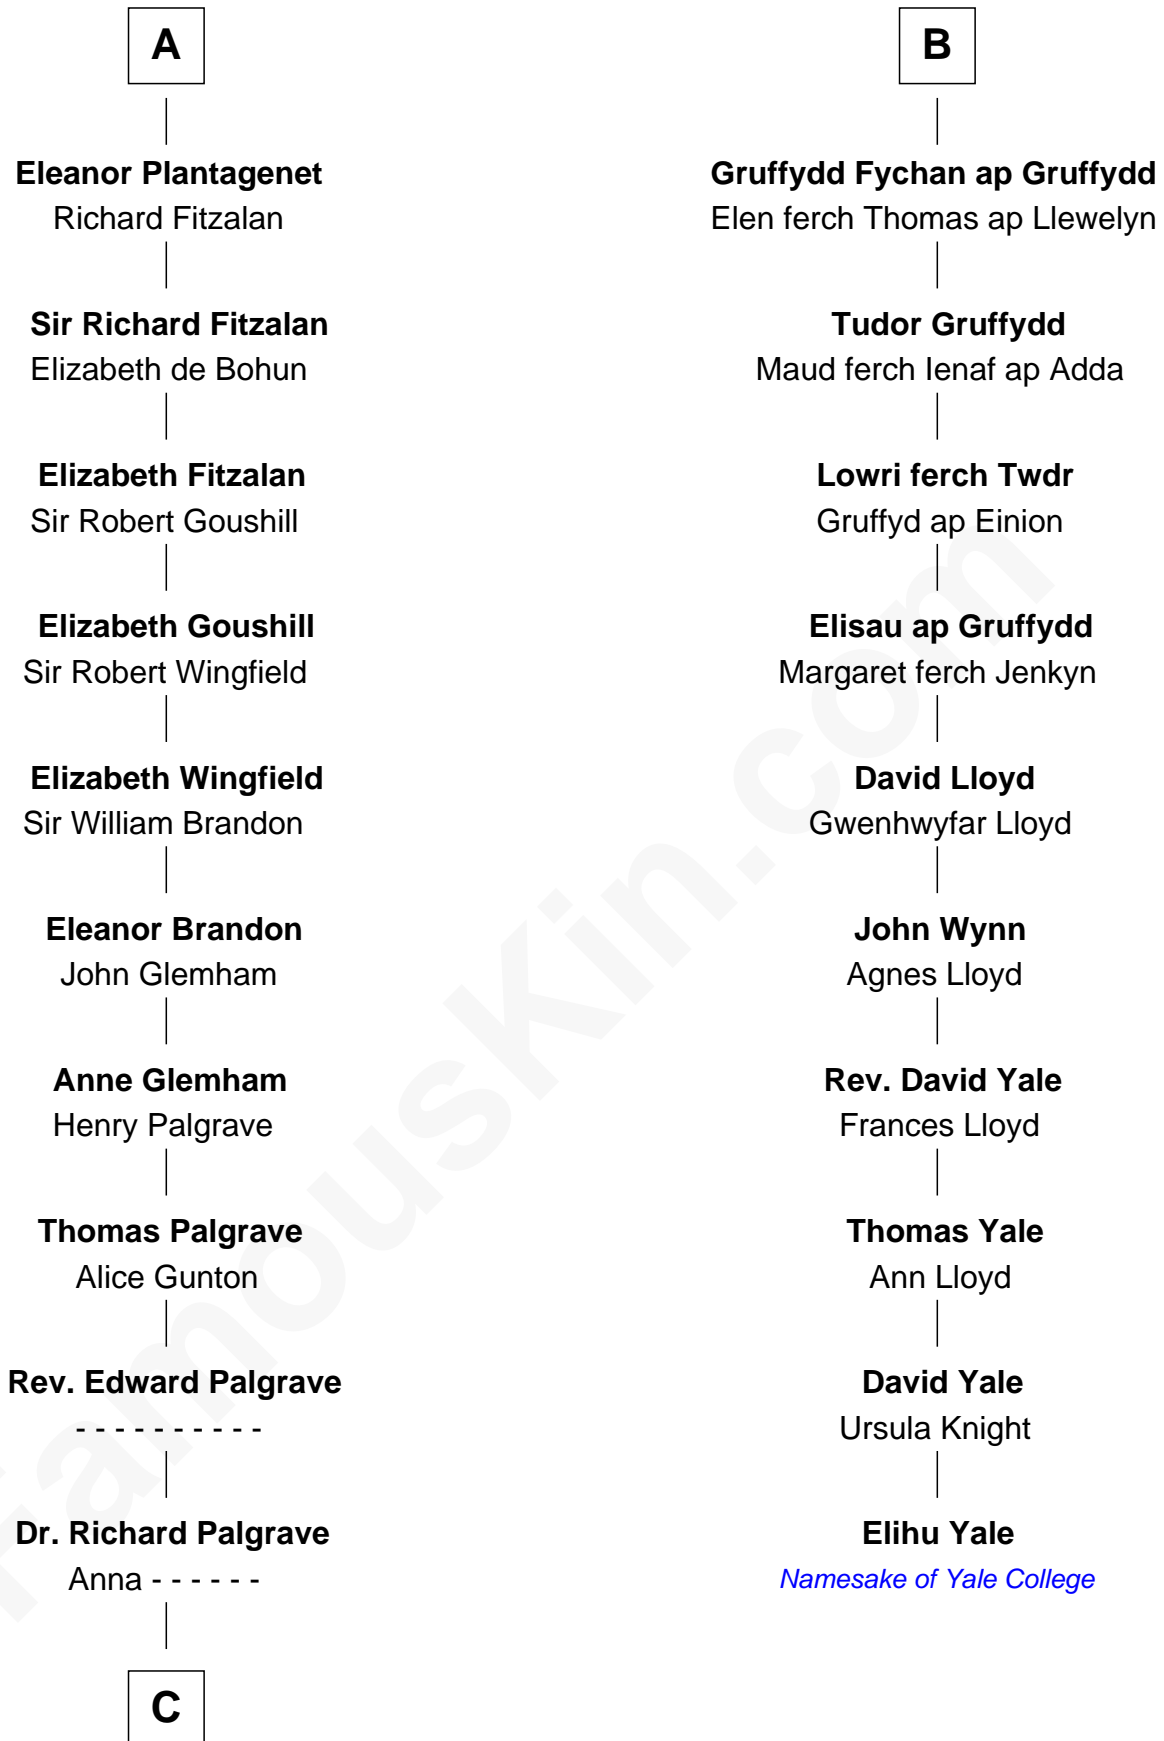 A
Eleanor Plantagenet
Richard Fitzalan
Sir Richard Fitzalan
Elizabeth de Bohun
Elizabeth Fitzalan
Sir Robert Goushill
Elizabeth Goushill
Sir Robert Wingfield
Elizabeth Wingfield
Sir William Brandon
Eleanor Brandon
John Glemham
Anne Glemham
Henry Palgrave
Thomas Palgrave
Alice Gunton
Rev. Edward Palgrave
- - - - - - - - - -
Dr. Richard Palgrave
Anna - - - - - -
C
B
Gruffydd Fychan ap Gruffydd
Elen ferch Thomas ap Llewelyn
Tudor Gruffydd
Maud ferch Ienaf ap Adda
Lowri ferch Twdr
Gruffyd ap Einion
Elisau ap Gruffydd
Margaret ferch Jenkyn
David Lloyd
Gwenhwyfar Lloyd
John Wynn
Agnes Lloyd
Rev. David Yale
Frances Lloyd
Thomas Yale
Ann Lloyd
David Yale
Ursula Knight
Elihu Yale
Namesake of Yale College
FamousKin.com